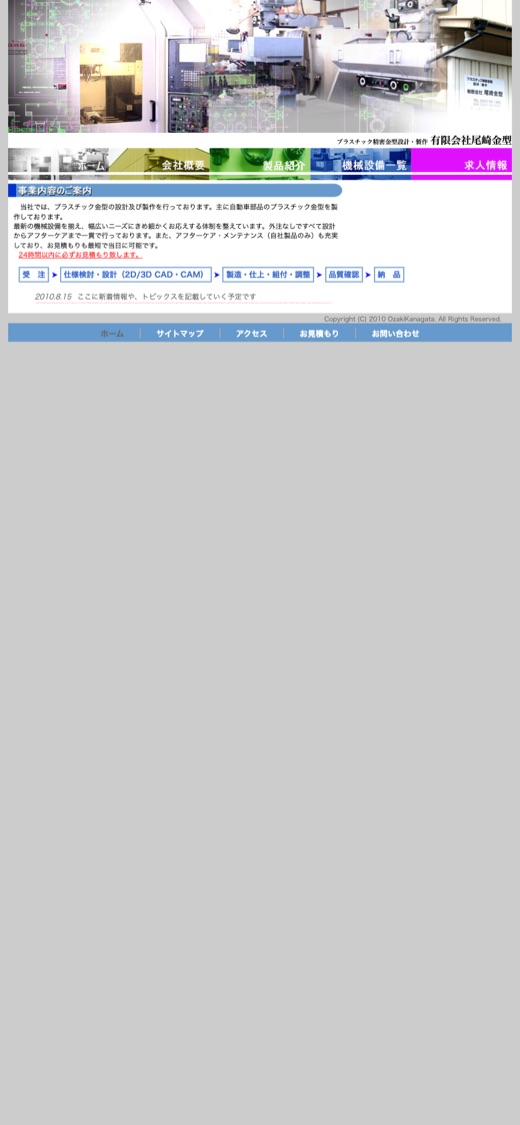 プラスチック精密金型設計・製作 有限会社尾崎金型
ホーム
会社概要
製品紹介
機械設備一覧
求人情報
事業内容のご案内
当社では、プラスチック金型の設計及び製作を行っております。主に自動車部品のプラスチック金型を製
作しております。
最新の機械設備を揃え、幅広いニーズにきめ細かくお応えする体制を整えています。外注なしですべて設計
からアフターケアまで一貫で行っております。また、アフターケア・メンテナンス（自社製品のみ）も充実
しており、お見積もりも最短で当日に可能です。
24時間以内に必ずお見積もり致します。
受　注 ➤ 仕様検討・設計（2D/3D CAD・CAM） ➤ 製造・仕上・組付・調整 ➤ 品質確認 ➤ 納　品
2010.8.15 ここに新着情報や、トピックスを記載していく予定です
Copyright (C) 2010 OzakiKanagata. All Rights Reserved.
ホーム
サイトマップ
アクセス
お見積もり
お問い合わせ